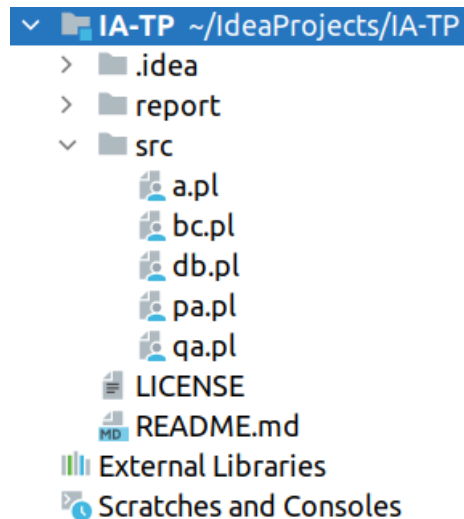 IA-TP ~/IdeaProjects/IA-TP
.idea
report
src
a.pl
bc.pl
db.pl
pa.pl
qa.pl
LICENSE
MD README.md
External Libraries
Scratches and Consoles